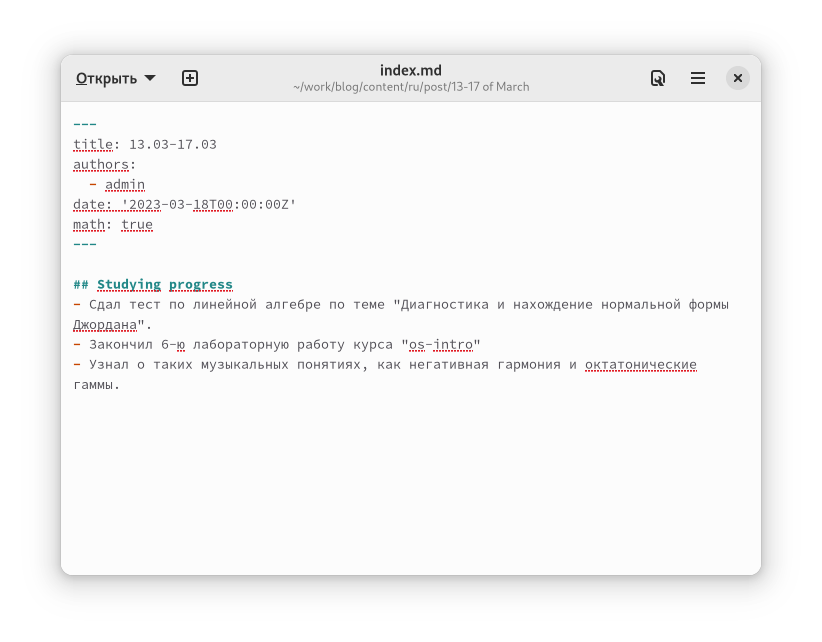 Открыть
index.md
~/work/blog/content/ru/post/13-17 of March
---
title: 13.03-17.03
authors:
  - admin
date: '2023-03-18T00:00:00Z'
math: true
---
## Studying progress
- Сдал тест по линейной алгебре по теме "Диагностика и нахождение нормальной формы
Джордана".
- Закончил 6-ю лабораторную работу курса "os-intro"
- Узнал о таких музыкальных понятиях, как негативная гармония и октатонические
гаммы.